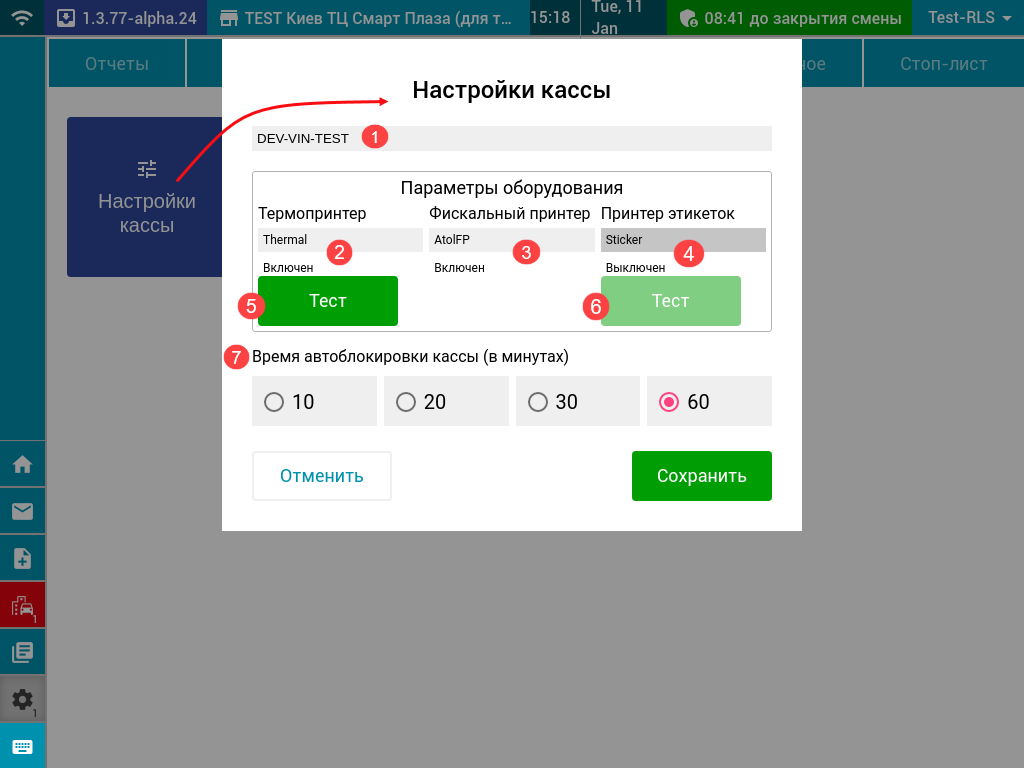 1.3.77-alpha.24
TEST Киев ТЦ Смарт Плаза (для т...
15:18
Tue, 11
Jan
08:41 до закрытия смены
Test-RLS
Отчеты
ное
Стоп-лист
Настройки
кассы
Настройки кассы
DEV-VIN-TEST
1
Параметры оборудования
Термопринтер
Фискальный принтер
Принтер этикеток
Thermal
AtolFP
Sticker
2
3
4
Включен
Включен
Выключен
5
Тест
6
Тест
7
Время автоблокировки кассы (в минутах)
10
20
30
60
Отменить
Сохранить
1
1